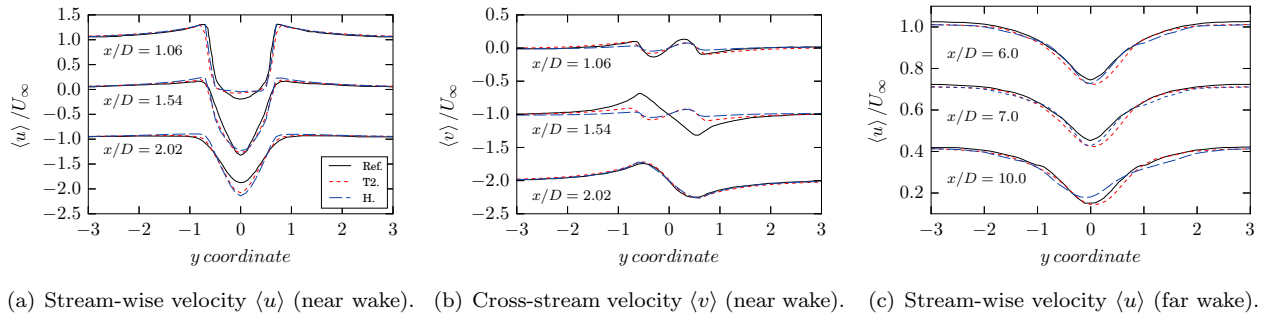 1.5
1.0
0.5
0.0
−0.5
−1.0
−1.5
−2.0
−2.5
⟨u⟩/U∞
x/D = 1.06
x/D = 1.54
x/D = 2.02
Ref.
T2.
H.
−3 −2 −1 0 1 2 3
y coordinate
0.5
0.0
−0.5
−1.0
−1.5
−2.0
−2.5
⟨v⟩/U∞
x/D = 1.06
x/D = 1.54
x/D = 2.02
−3 −2 −1 0 1 2 3
y coordinate
1.0
0.8
0.6
0.4
0.2
⟨u⟩/U∞
x/D = 6.0
x/D = 7.0
x/D = 10.0
−3 −2 −1 0 1 2 3
y coordinate
(a) Stream-wise velocity ⟨u⟩ (near wake).
(b) Cross-stream velocity ⟨v⟩ (near wake).
(c) Stream-wise velocity ⟨u⟩ (far wake).